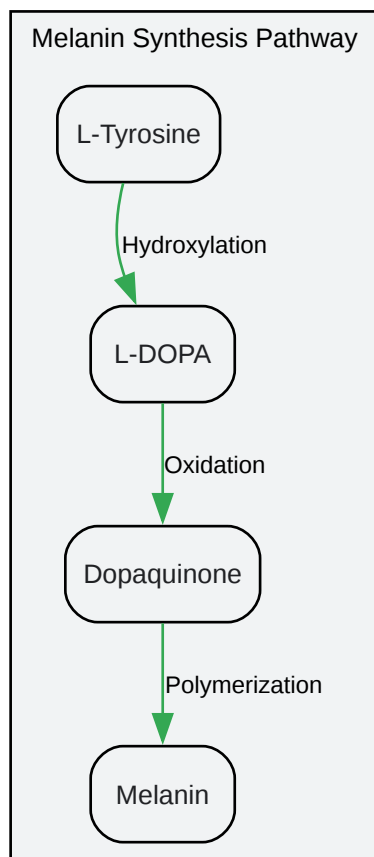 Melanin Synthesis Pathway
L-Tyrosine
Hydroxylation
L-DOPA
Oxidation
Dopaquinone
Polymerization
Melanin